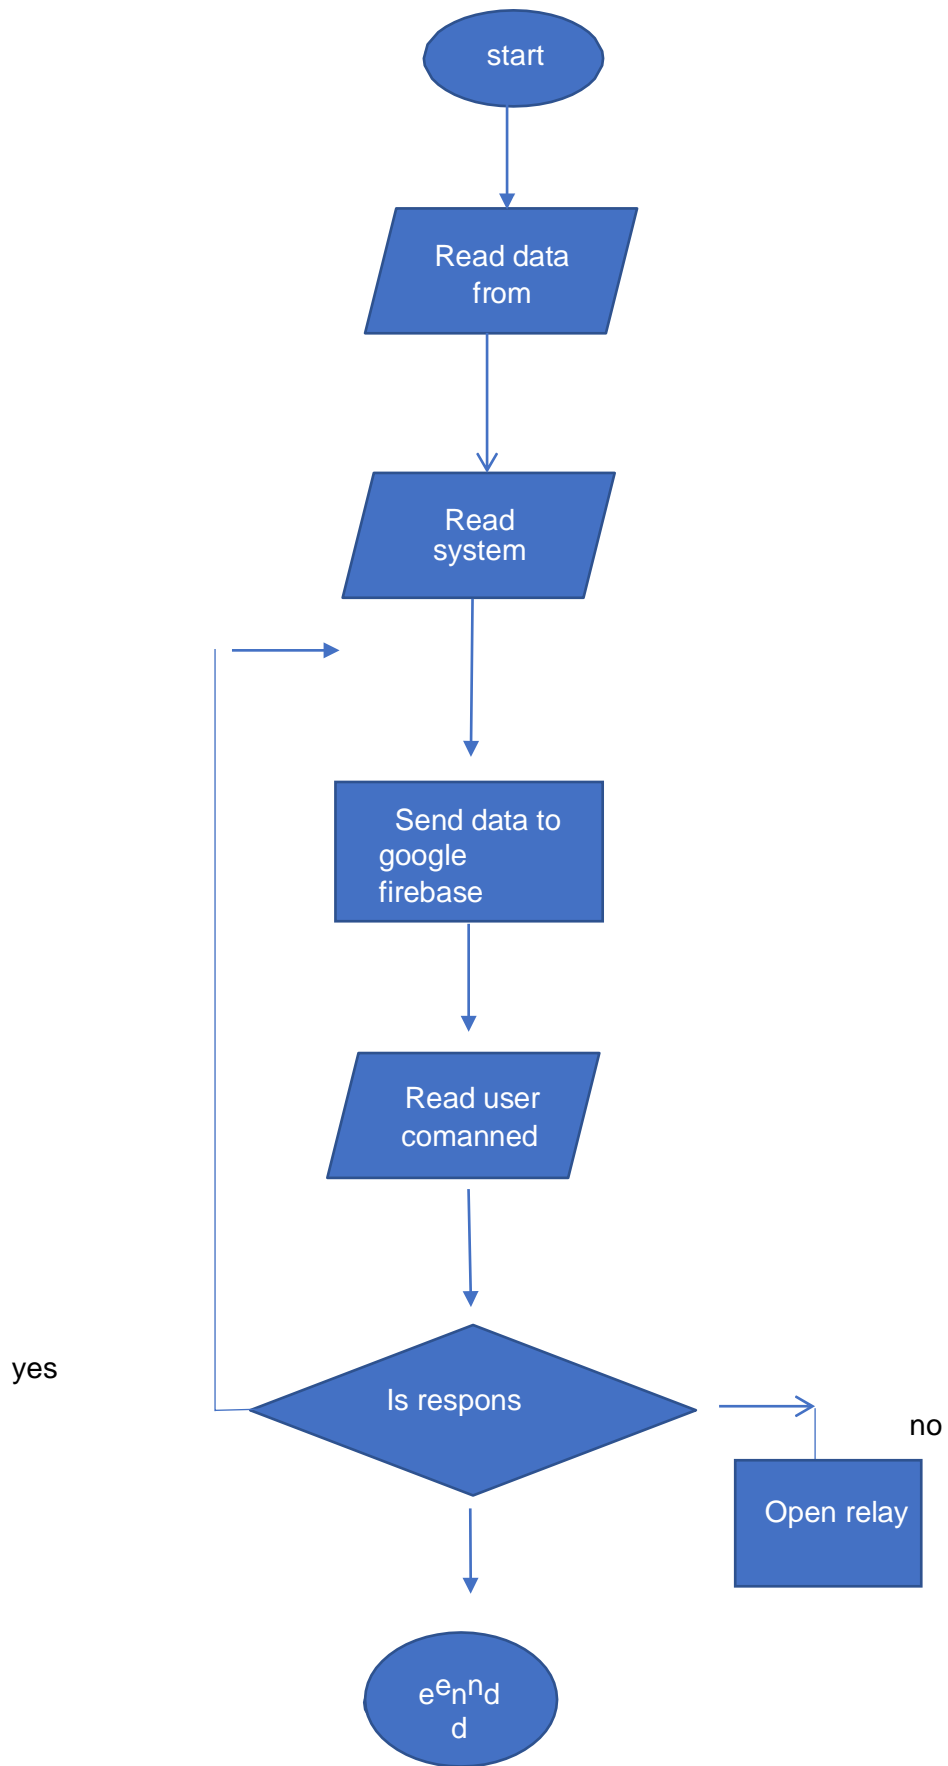 start
Read data
from
Read
system
Send data to
google
firebase
Read user
comanned
yes
Is respons
no
Open relay
eennd
d